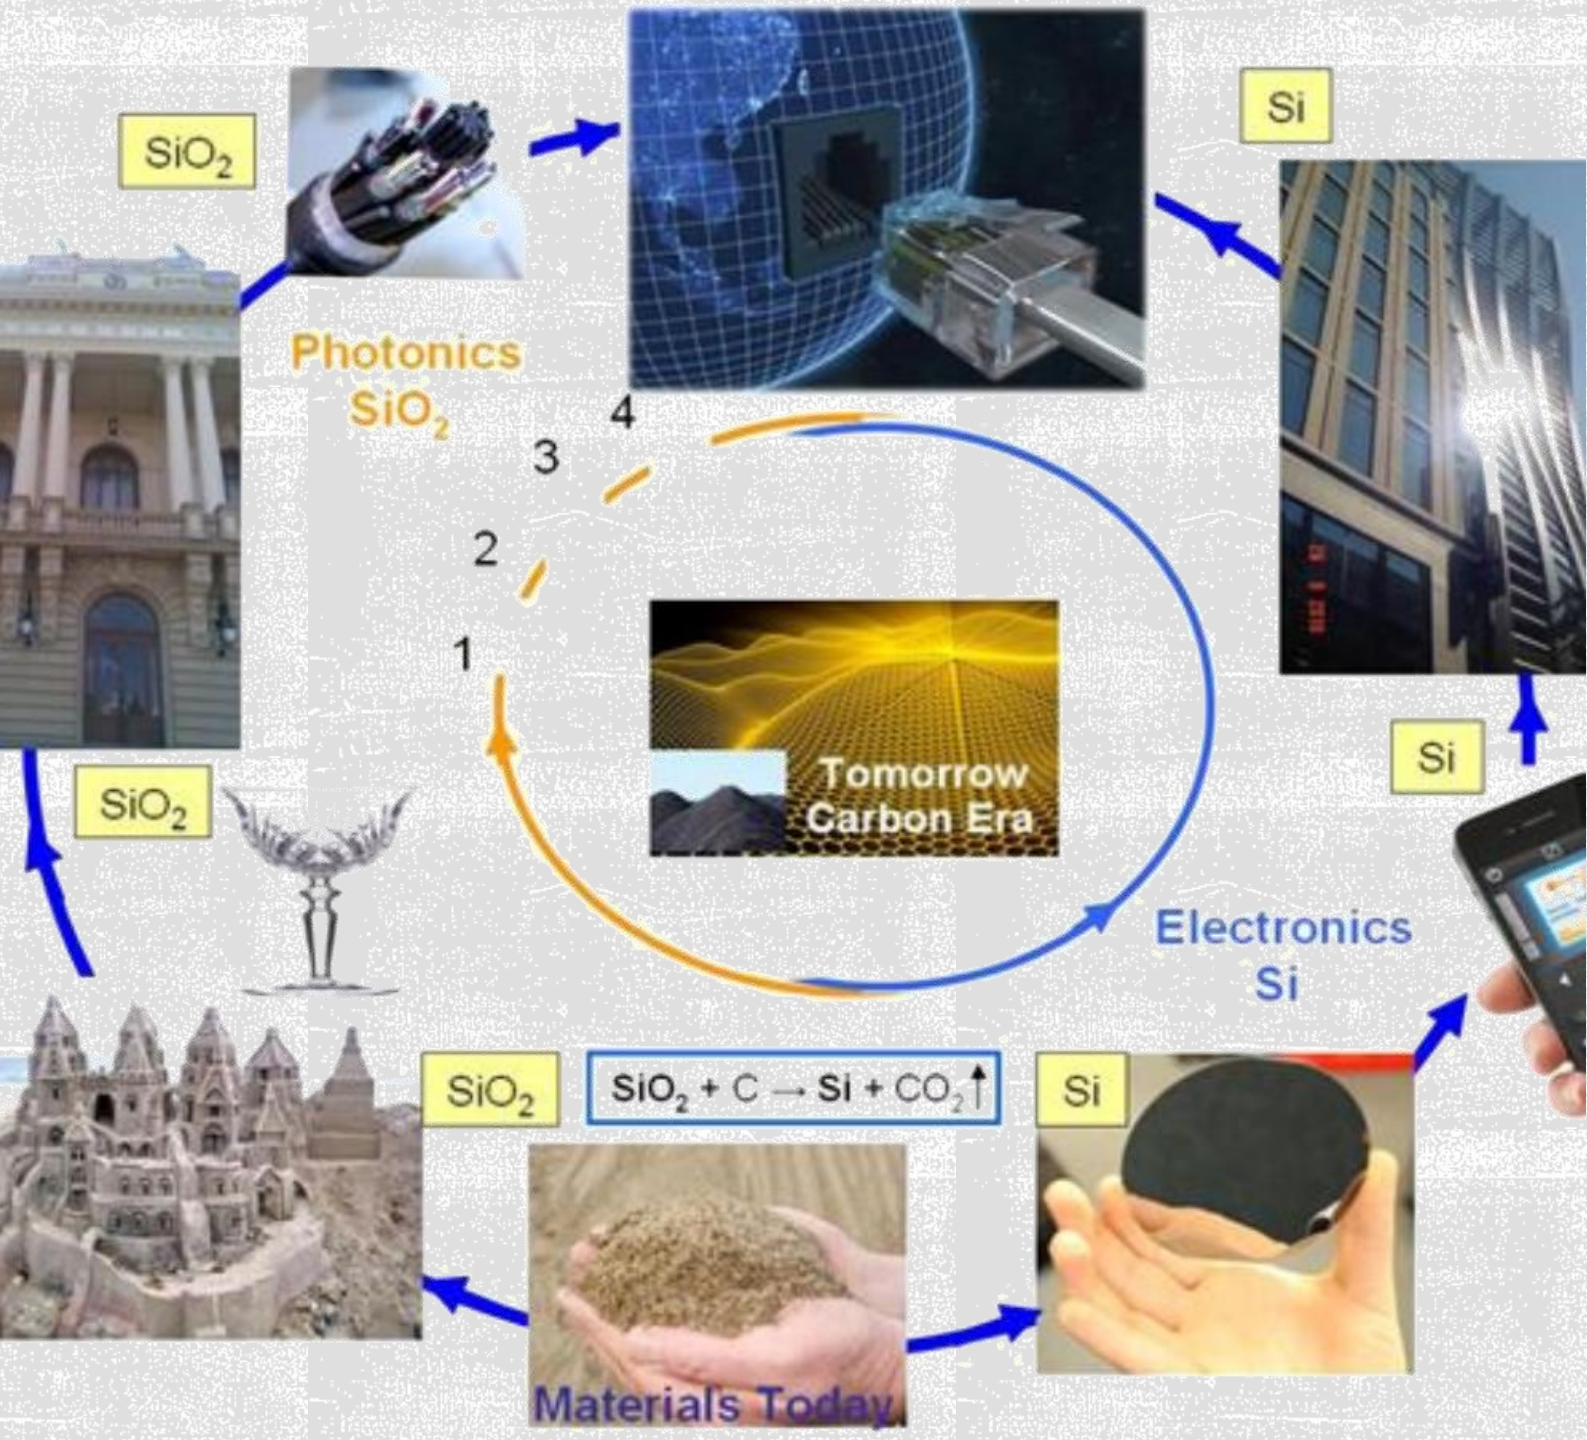 SiO₂
Si
Photonics
SiO₂
4
3
2
1
Tomorrow
Carbon Era
Si
SiO₂
Electronics
Si
SiO₂
SiO₂ + C → Si + CO₂↑
Si
Materials Today